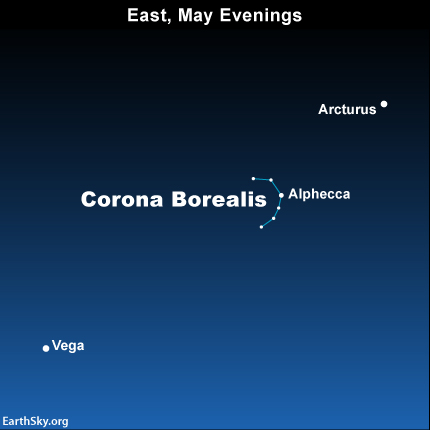 East, May Evenings
Arcturus
Corona Borealis
Alphecca
Vega
EarthSky.org